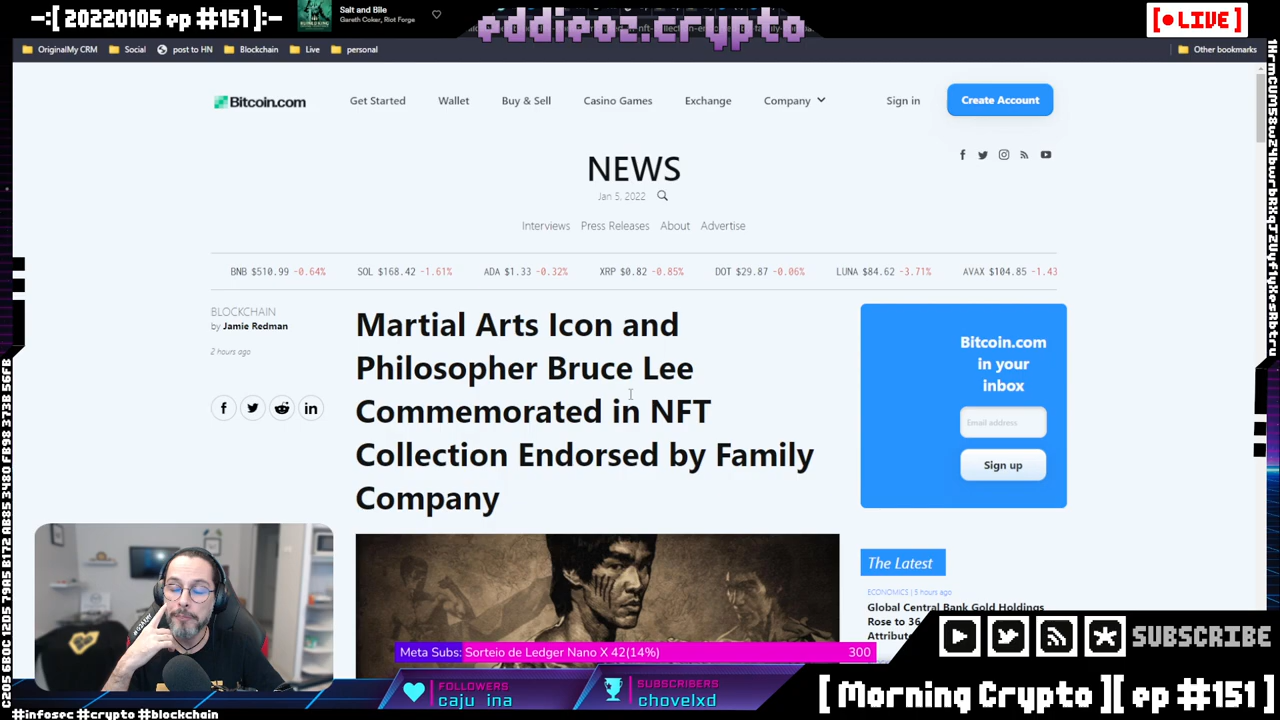 -:[ 20220105 ep #151 ]:-
Salt and Bile
Gareth Coker, Riot Forge
eddieoz.crypto
[ • LIVE ]
OriginalMy CRM
Social
post to HN
Blockchain
Live
personal
Other bookmarks
Bitcoin.com
Get Started
Wallet
Buy & Sell
Casino Games
Exchange
Company
Sign in
Create Account
NEWS
Jan 5, 2022
Interviews
Press Releases
About
Advertise
BNB $510.99 -0.64%
SOL $168.42 -1.61%
ADA $1.33 -0.32%
XRP $0.82 -0.85%
DOT $29.87 -0.06%
LUNA $84.62 -3.71%
AVAX $104.85 -1.43
BLOCKCHAIN
by Jamie Redman
2 hours ago
Martial Arts Icon and
Philosopher Bruce Lee
Commemorated in NFT
Collection Endorsed by Family
Company
Bitcoin.com
in your
inbox
Email address
Sign up
The Latest
ECONOMICS | 5 hours ago
Global Central Bank Gold Holdings
Rose to 36
Attribute
Meta Subs: Sorteio de Ledger Nano X 42(14%)
300
FOLLOWERS
caju ina
SUBSCRIBERS
chovelxd
SUBSCRIBE
[ Morning Crypto ][ ep #151 ]
#infosec #crypto #blockchain